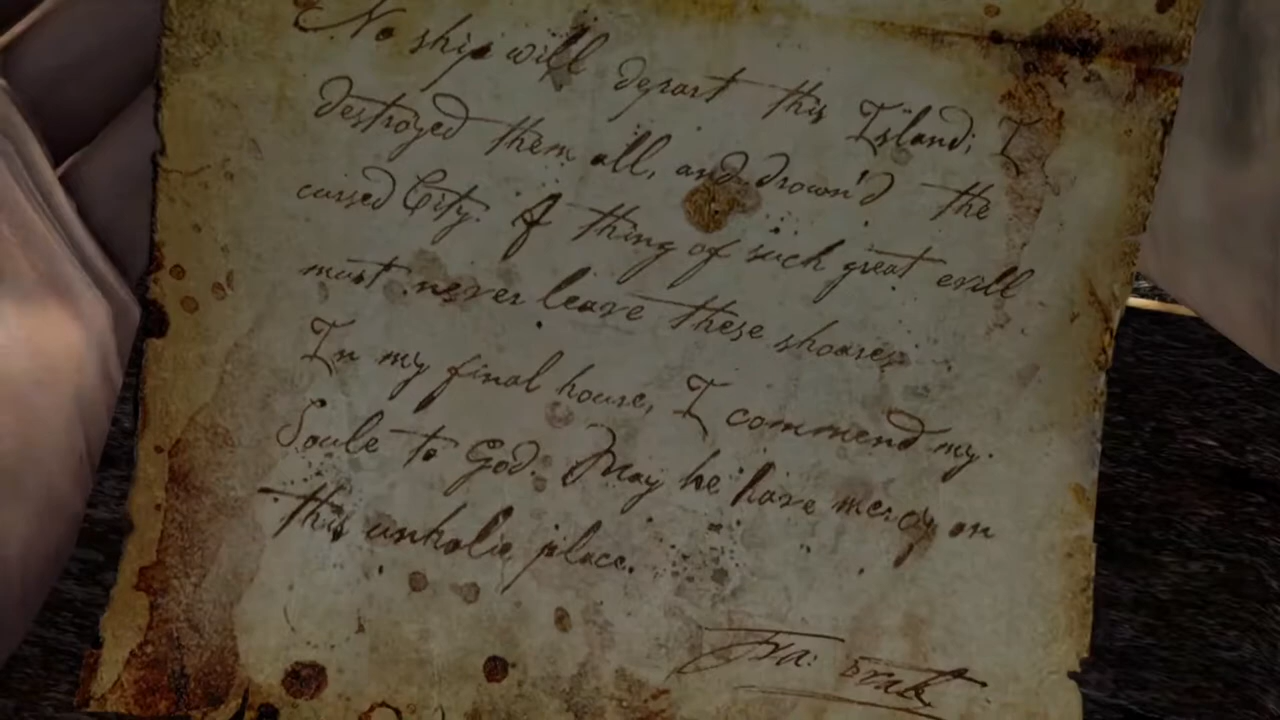 No ship will depart this Island; I
destroyed them all, and drown'd the
cursed City. A thing of such great evill
must never leave these shoares.
In my final houre, I commend my
Soule to God. May he have mercy on
this unholie place.
Fra: Drak